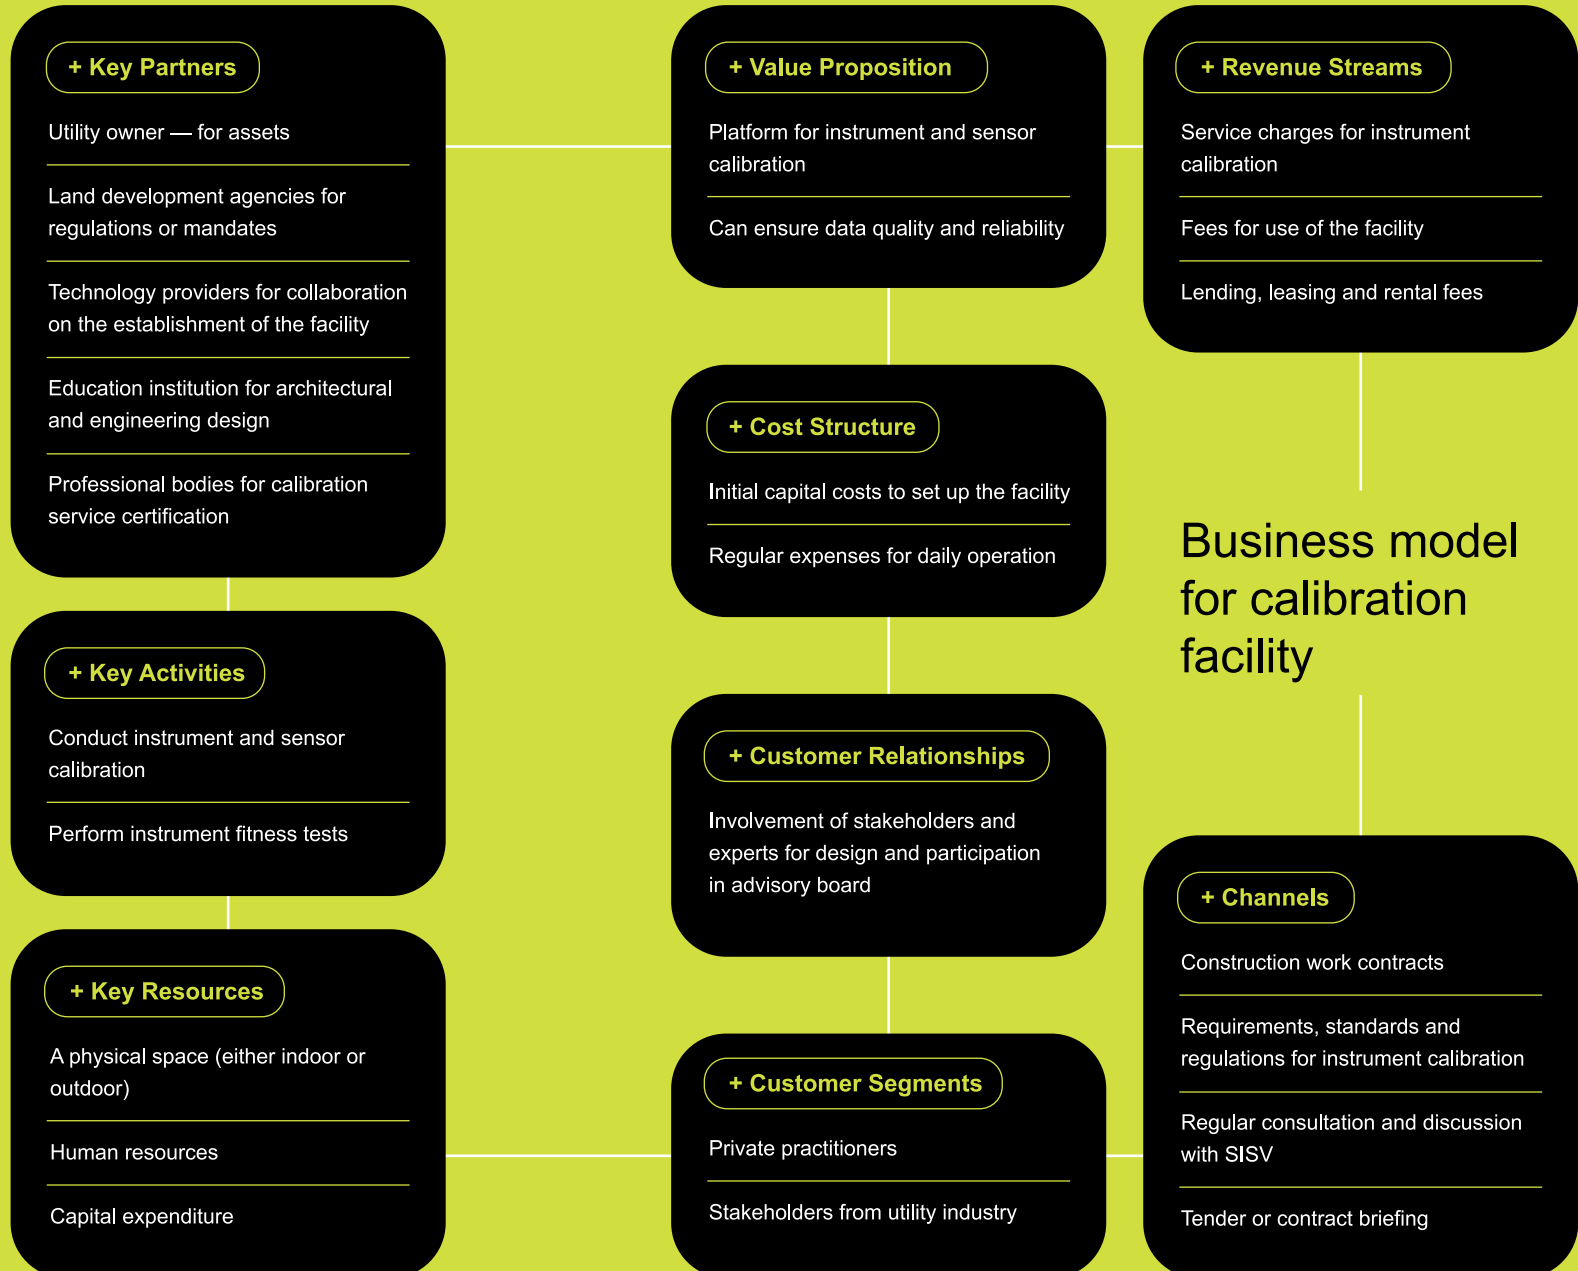 + Key Partners
Utility owner — for assets
Land development agencies for
regulations or mandates
Technology providers for collaboration
on the establishment of the facility
Education institution for architectural
and engineering design
Professional bodies for calibration
service certification
+ Key Activities
Conduct instrument and sensor
calibration
Perform instrument fitness tests
+ Key Resources
A physical space (either indoor or
outdoor)
Human resources
Capital expenditure
+ Value Proposition
Platform for instrument and sensor
calibration
Can ensure data quality and reliability
+ Cost Structure
Initial capital costs to set up the facility
Regular expenses for daily operation
+ Customer Relationships
Involvement of stakeholders and
experts for design and participation
in advisory board
+ Customer Segments
Private practitioners
Stakeholders from utility industry
+ Revenue Streams
Service charges for instrument
calibration
Fees for use of the facility
Lending, leasing and rental fees
Business model
for calibration
facility
+ Channels
Construction work contracts
Requirements, standards and
regulations for instrument calibration
Regular consultation and discussion
with SISV
Tender or contract briefing